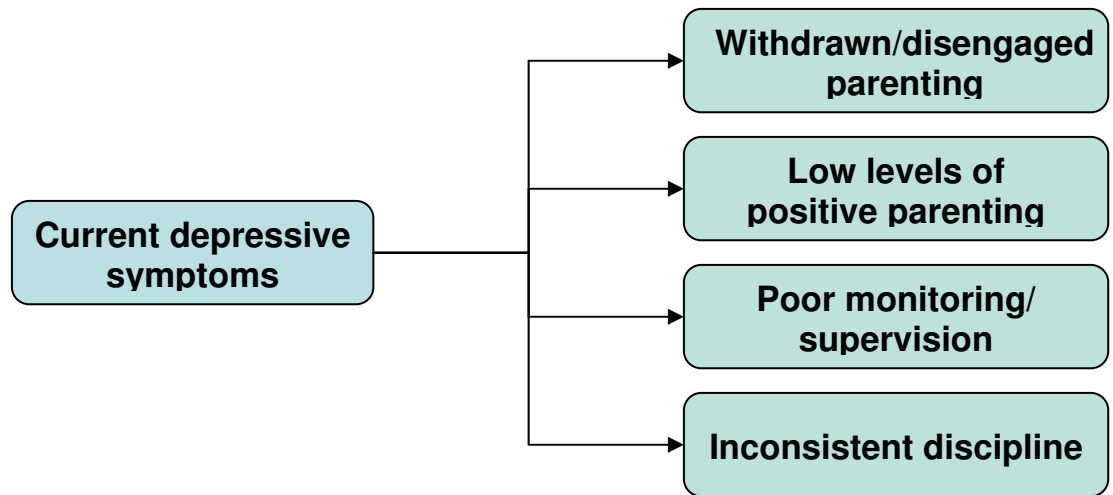 Withdrawn/disengaged
parenting
Low levels of
positive parenting
Current depressive
symptoms
Poor monitoring/
supervision
Inconsistent discipline